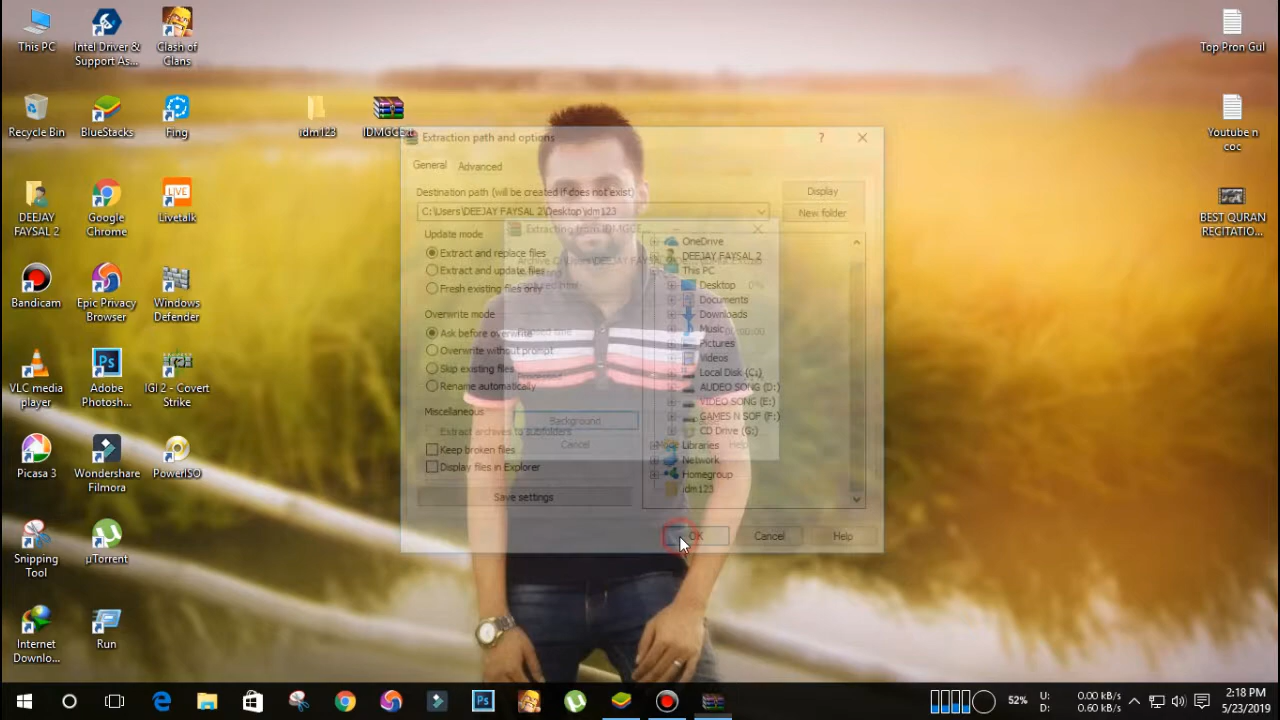 This PC
Intel Driver &
Support As...
Clash of
Clans
Top Pron Gul
Recycle Bin
BlueStacks
Fing
idm123
Youtube n
coc
DEEJAY
FAYSAL 2
Google
Chrome
Livetalk
BEST QURAN
RECITATIO...
Bandicam
Epic Privacy
Browser
Windows
Defender
VLC media
player
Adobe
Photosh...
IGI 2 - Covert
Strike
Picasa 3
Wondershare
Filmora
PowerISO
Snipping
Tool
µTorrent
Internet
Downlo...
Run
Extraction path and options
?
General
Advanced
Destination path (will be created if does not exist)
Display
C:\Users\DEEJAY FAYSAL 2\Desktop\idm123
New folder
Update mode
Extract and replace files
Extract and update files
Fresh existing files only
Overwrite mode
Ask before overwrite
Overwrite without prompt
Skip existing files
Rename automatically
Miscellaneous
Extract archives to subfolders
Keep broken files
Display files in Explorer
Save settings
OneDrive
DEEJAY FAYSAL 2
This PC
Desktop
Documents
Downloads
Music
Pictures
Videos
Local Disk (C:)
AUDEO SONG (D:)
VIDEO SONG (E:)
GAMES N SOF (F:)
CD Drive (G:)
Libraries
Network
Homegroup
idm123
OK
Cancel
Help
Background
Cancel
0%
52%
U: 0.00 kB/s
D: 0.60 kB/s
2:18 PM
5/23/2019